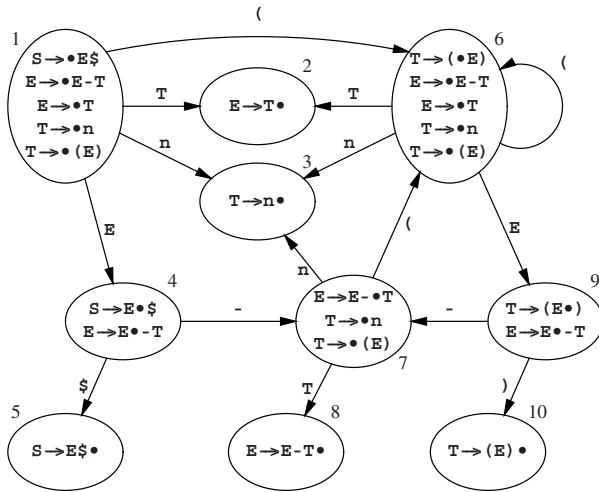 (
1
S→•E$
E→•E-T
E→•T
T→•n
T→•(E)
T
2
E→T•
T
6
T→(•E)
E→•E-T
E→•T
T→•n
T→•(E)
(
n
3
T→n•
n
E
n
(
E
4
S→E•$
E→E•-T
-
E→E-•T
T→•n
T→•(E)
7
-
9
T→(E•)
E→E•-T
$
T
)
5
S→E$•
8
E→E-T•
10
T→(E)•